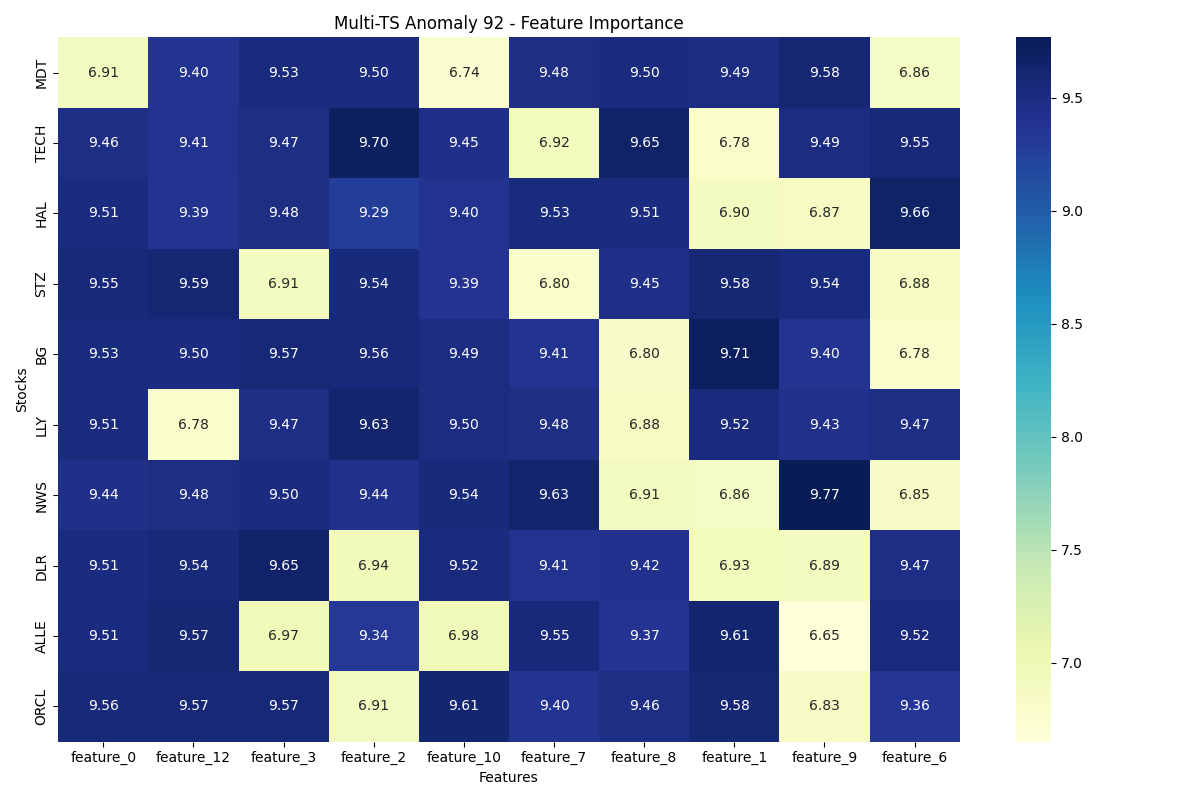 Multi-TS Anomaly 92 - Feature Importance
Stocks
MDT 6.91 9.40 9.53 9.50 6.74 9.48 9.50 9.49 9.58 6.86
TECH 9.46 9.41 9.47 9.70 9.45 6.92 9.65 6.78 9.49 9.55
HAL 9.51 9.39 9.48 9.29 9.40 9.53 9.51 6.90 6.87 9.66
STZ 9.55 9.59 6.91 9.54 9.39 6.80 9.45 9.58 9.54 6.88
BG 9.53 9.50 9.57 9.56 9.49 9.41 6.80 9.71 9.40 6.78
LLY 9.51 6.78 9.47 9.63 9.50 9.48 6.88 9.52 9.43 9.47
NWS 9.44 9.48 9.50 9.44 9.54 9.63 6.91 6.86 9.77 6.85
DLR 9.51 9.54 9.65 6.94 9.52 9.41 9.42 6.93 6.89 9.47
ALLE 9.51 9.57 6.97 9.34 6.98 9.55 9.37 9.61 6.65 9.52
ORCL 9.56 9.57 9.57 6.91 9.61 9.40 9.46 9.58 6.83 9.36
feature_0 feature_12 feature_3 feature_2 feature_10 feature_7 feature_8 feature_1 feature_9 feature_6
Features
9.5
9.0
8.5
8.0
7.5
7.0